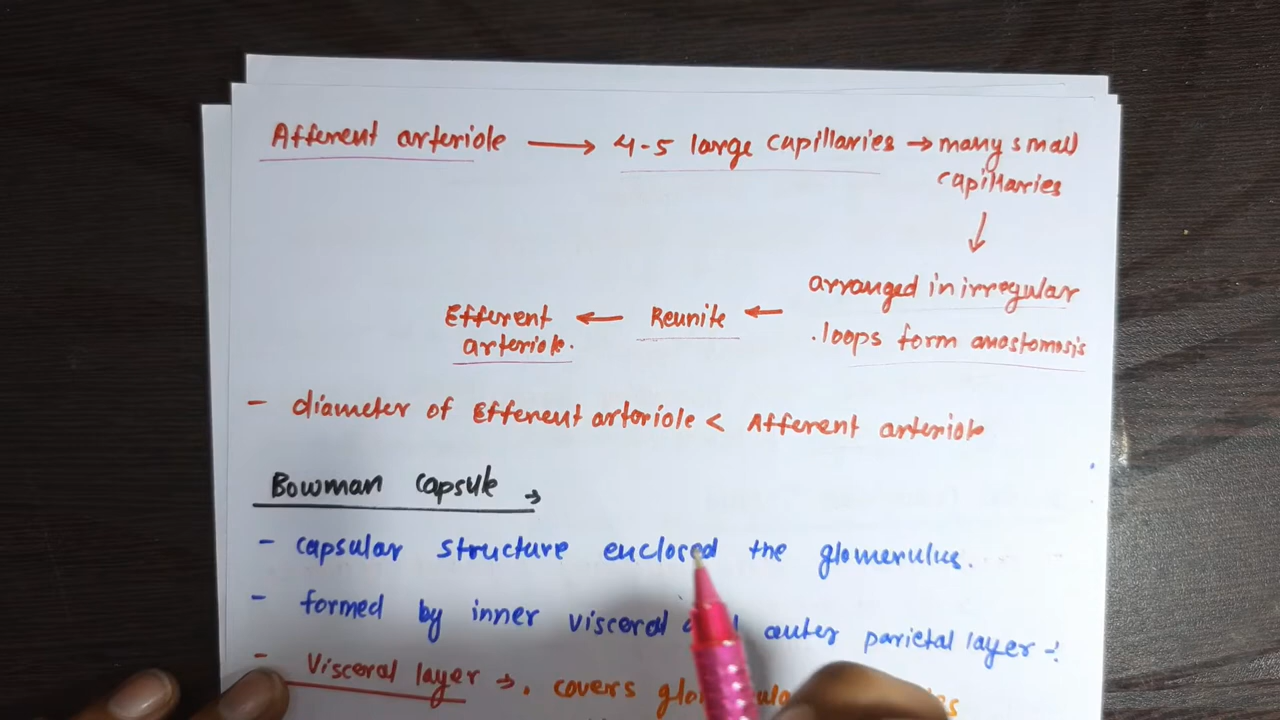 Afferent arteriole → 4-5 large capillaries → many small
capillaries
↓
arranged in irregular
.loops form anastomosis
← Reunite ← Efferent
arteriole.
- diameter of Efferent arteriole < Afferent arteriole
Bowman capsule →
- capsular structure enclosed the glomerulus.
- formed by inner visceral outer parietal layer -:
- Visceral layer →. covers